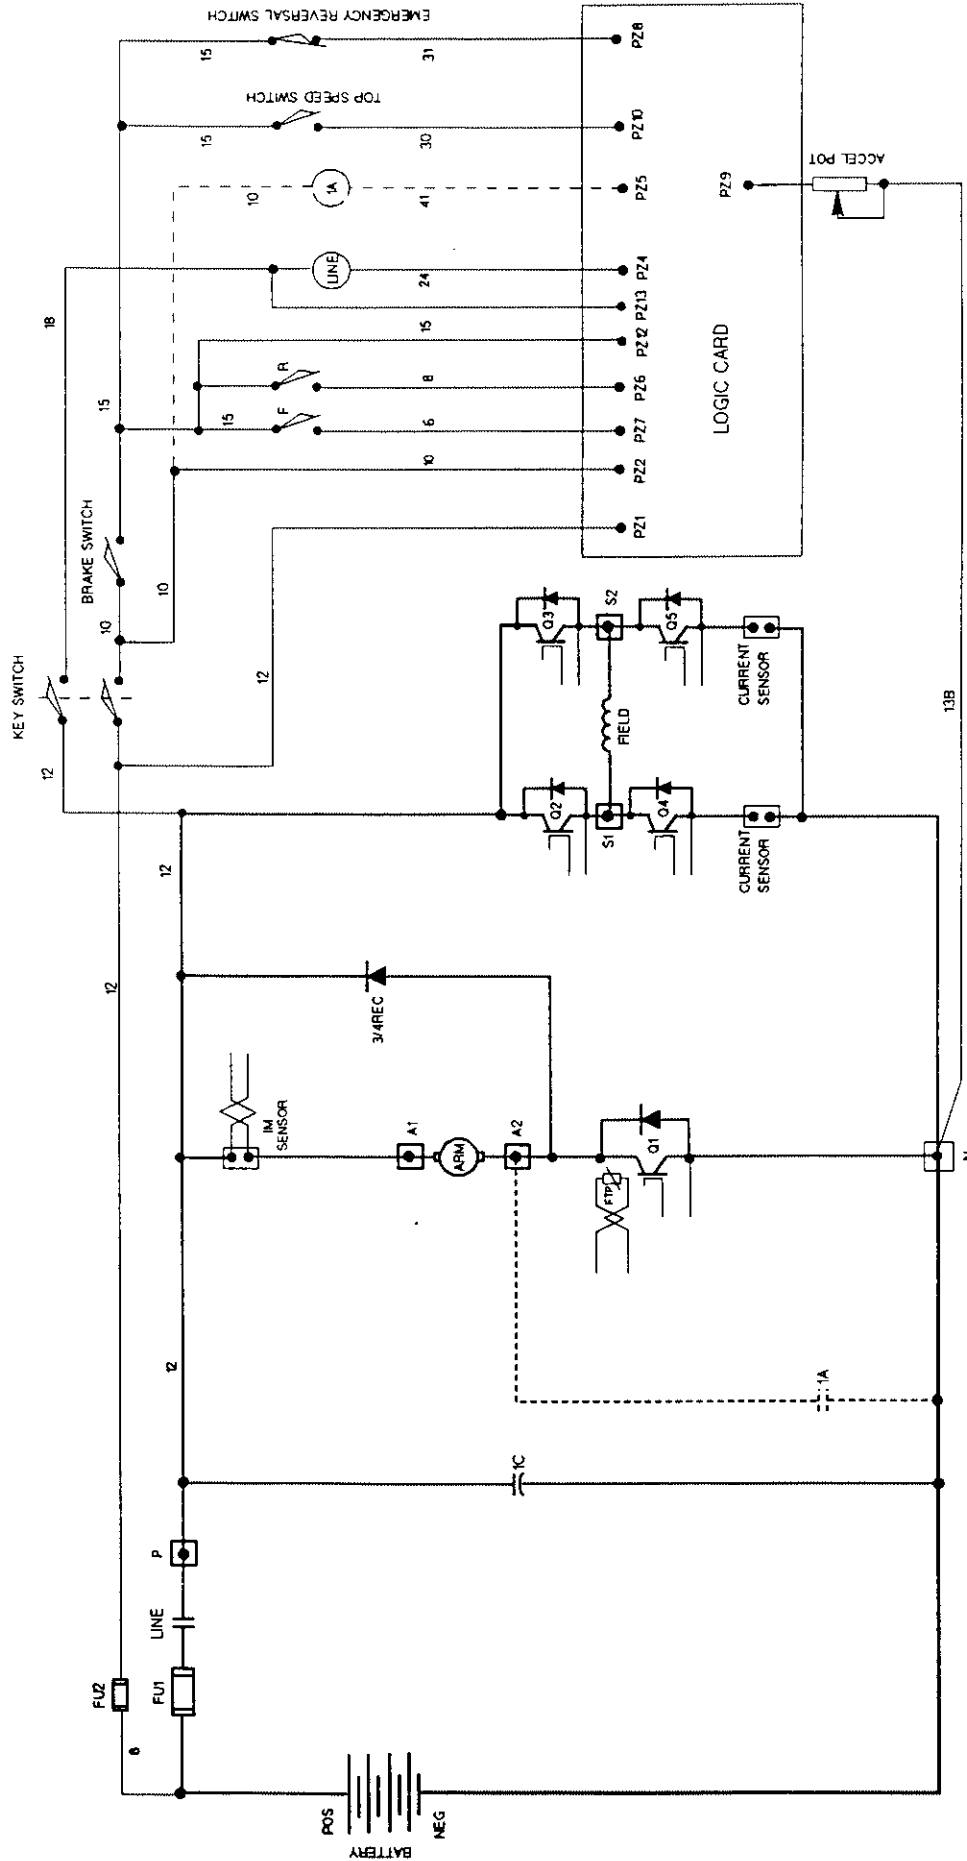 EMERGENCY REVERSAL SWITCH
15
31
PZ8
TOP SPEED SWITCH
15
30
PZ10
10
1A
41
PZ5
PZ9
ACCEL POT
LINE
24
PZ4
PZ13
18
15
PZ12
R
8
PZ6
15
15
F
6
PZ7
10
PZ2
PZ1
LOGIC CARD
BRAKE SWITCH
10
10
KEY SWITCH
12
12
Q3
S2
Q5
CURRENT
SENSOR
FIELD
Q2
S1
Q4
CURRENT
SENSOR
13B
12
12
3/4REC
IM
SENSOR
A1
ARM
A2
Q1
FTP
12
1A
1C
P
LINE
FU2
FU1
6
POS
BATTERY
NEG